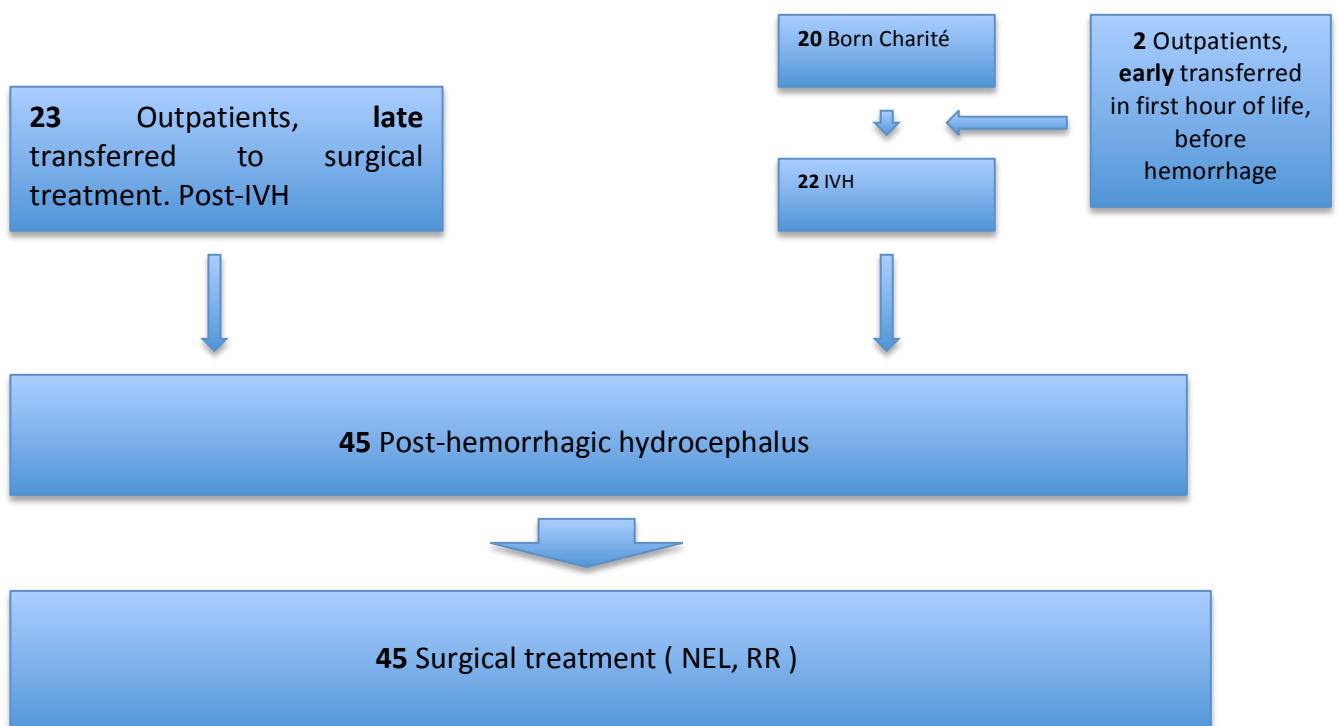 23 Outpatients, late
transferred to surgical
treatment. Post-IVH
20 Born Charité
2 Outpatients,
early transferred
in first hour of life,
before
hemorrhage
22 IVH
45 Post-hemorrhagic hydrocephalus
45 Surgical treatment ( NEL, RR )